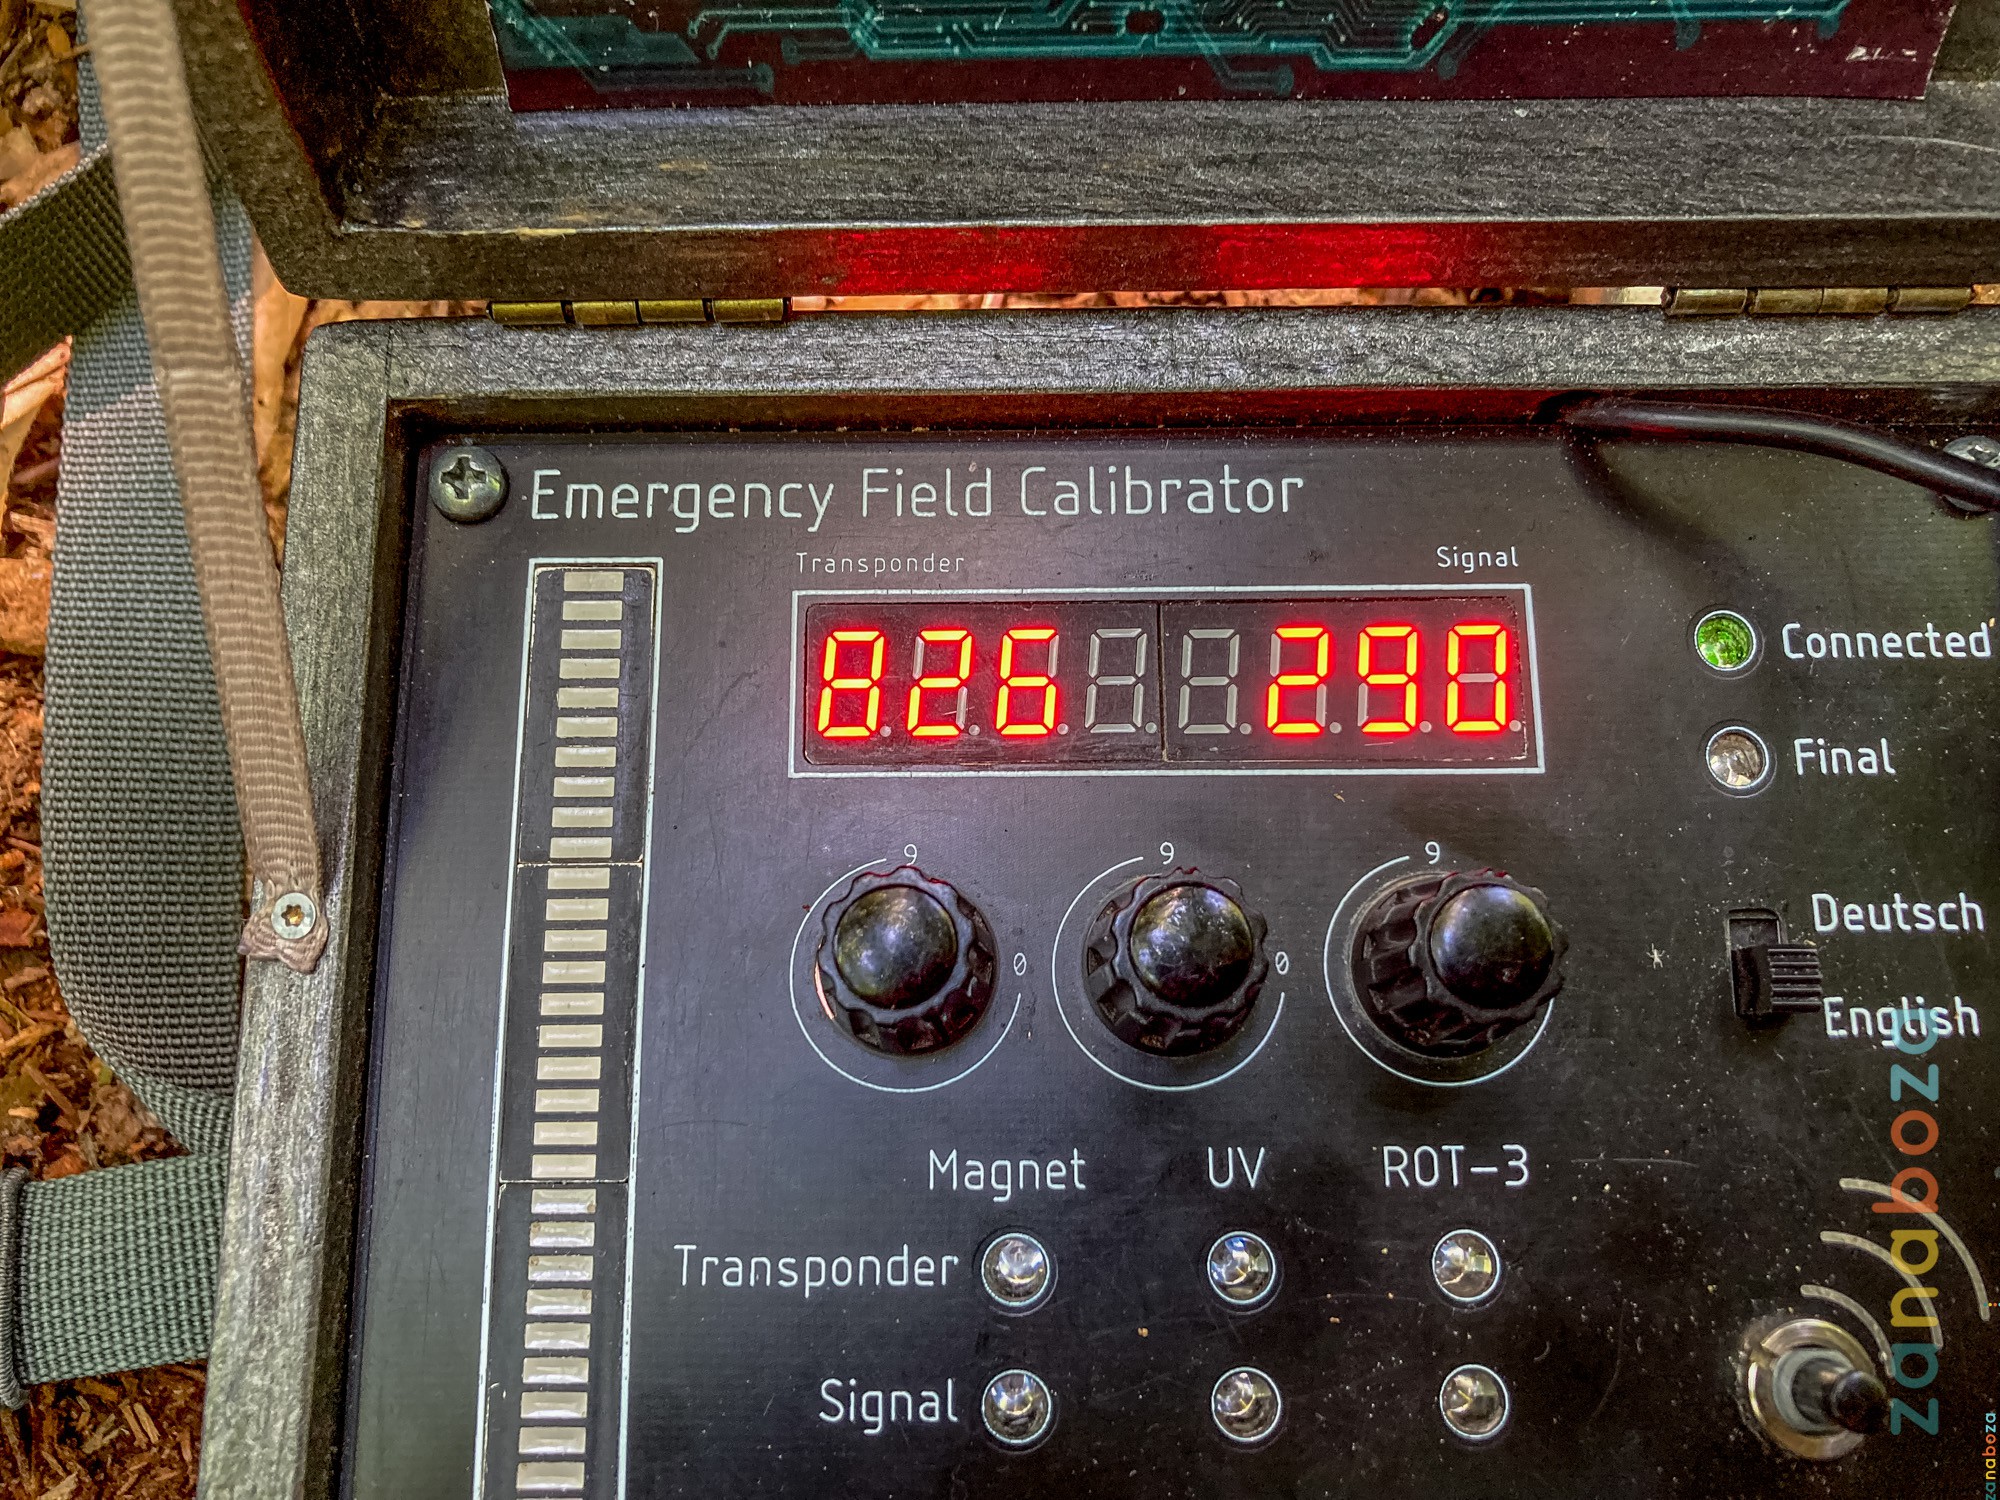 Emergency Field Calibrator
Transponder Signal
826 290
Connected
Final
9 9 9
0 0
Deutsch
English
Magnet UV ROT-3
Transponder
Signal
zanaboza
zanaboza